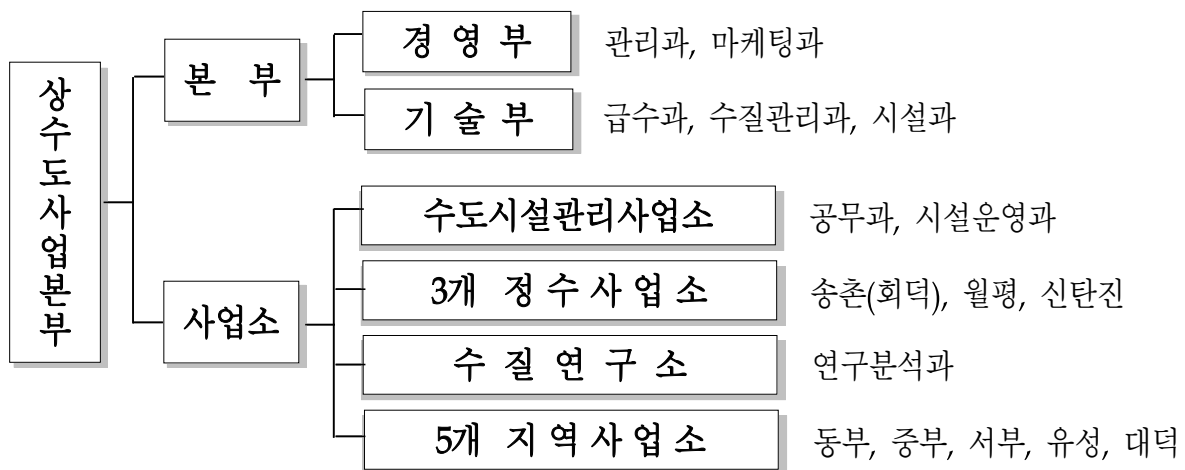 상수도사업본부
본 부
경 영 부 관리과, 마케팅과
기 술 부 급수과, 수질관리과, 시설과
사업소
수도시설관리사업소 공무과, 시설운영과
3개 정 수 사 업 소 송촌(회덕), 월평, 신탄진
수 질 연 구 소 연구분석과
5개 지 역 사 업 소 동부, 중부, 서부, 유성, 대덕